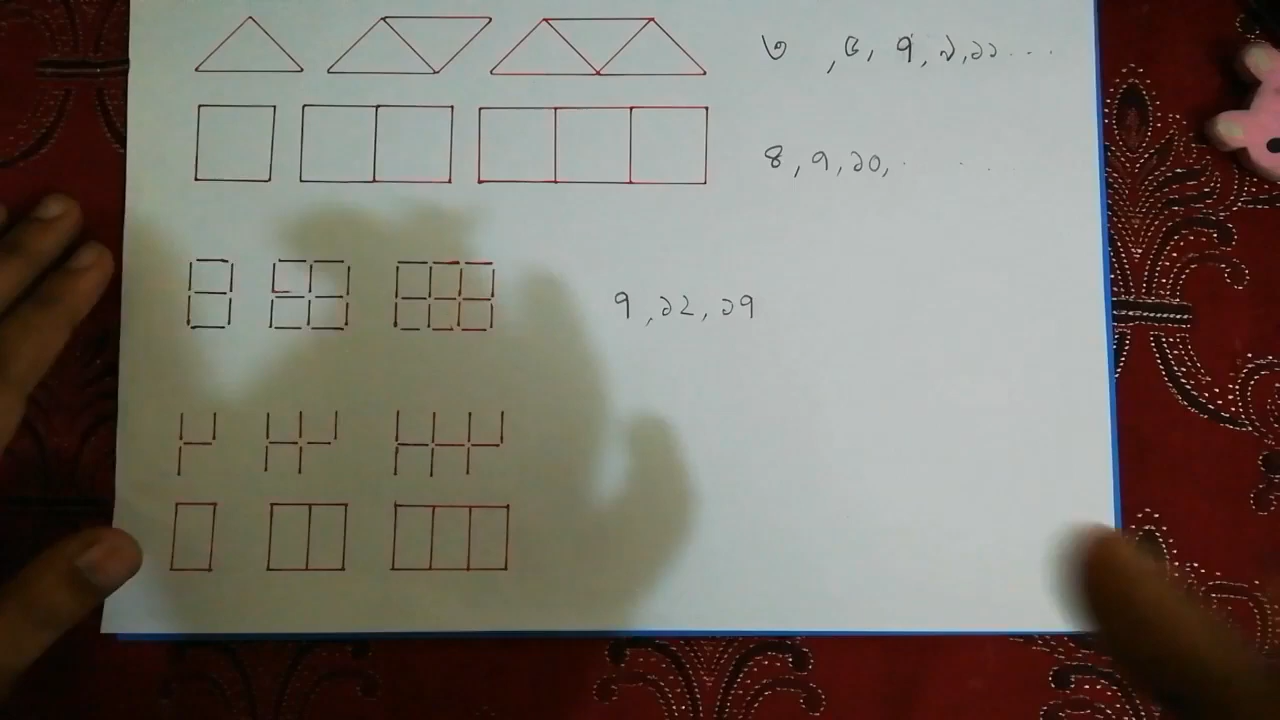 ৩ , ৫, ৭, ৯, ১১ ...
৪, ৭, ১০, . . .
৭, ১২, ১৭